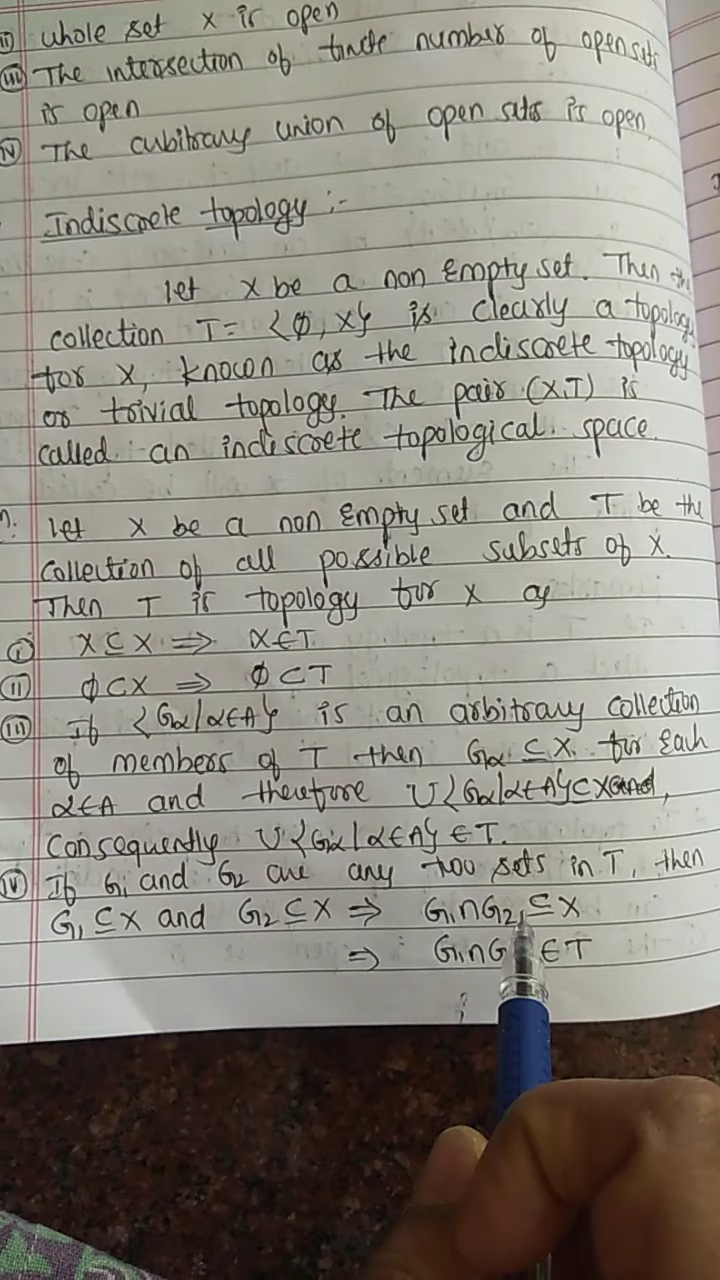 ii) whole set x is open
iii) The intersection of finite number of open sets
is open
iv) The arbitrary union of open sets is open
Indiscrete topology :-
let x be a non Empty set. Then the
collection T= {ϕ, x} is clearly a topology
for x, known as the indiscrete topology
or trivial topology. The pair (X,T) is
called an indiscrete topological space.
let x be a non Empty set and T be the
collection of all possible subsets of x.
Then T is topology for x as
i) X⊆X ⇒ X∈T
ii) ϕ⊂X ⇒ ϕ⊂T
iii) If {Gα|α∈A} is an arbitrary collection
of members of T then Gα ⊆ X. for Each
α∈A and therefore U{Gα|α∈A}⊆X and,
Consequently U{Gα|α∈A} ∈T.
iv) If G₁ and G₂ are any two sets in T, then
G₁ ⊆X and G₂ ⊆X ⇒ G₁∩G₂ ⊆X
⇒ G₁∩G ∈T